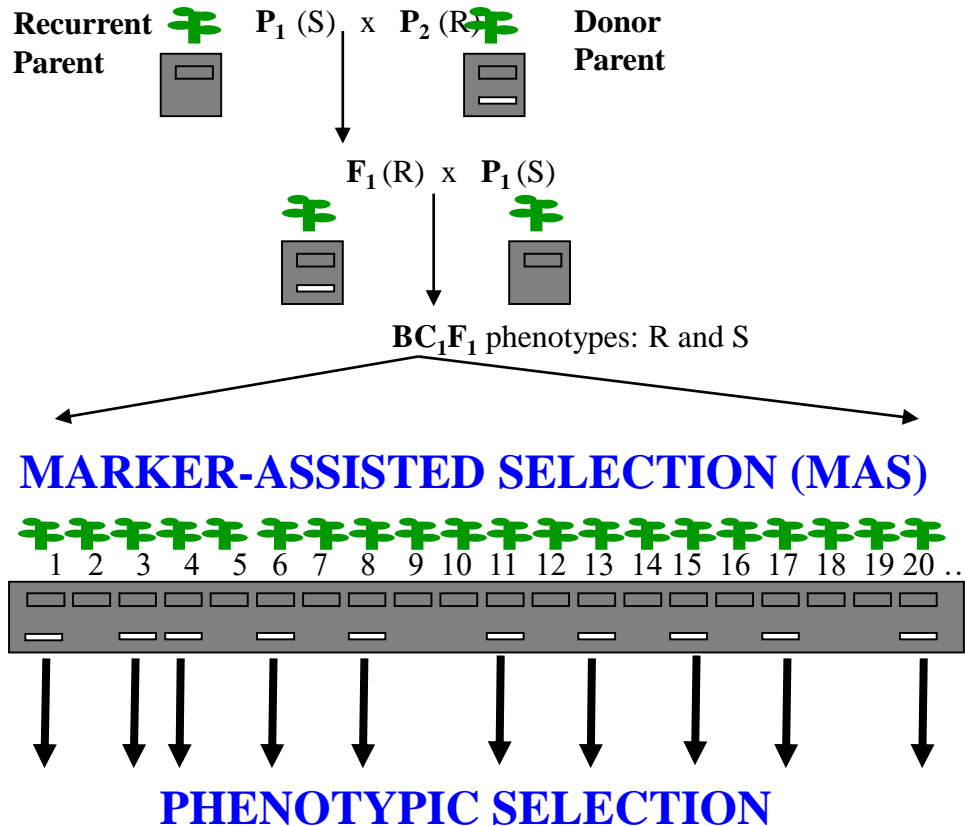 Recurrent Parent
P1 (S) x P2 (R)
Donor Parent
F1 (R) x P1 (S)
BC1F1 phenotypes: R and S
MARKER-ASSISTED SELECTION (MAS)
1 2 3 4 5 6 7 8 9 10 11 12 13 14 15 16 17 18 19 20 ..
PHENOTYPIC SELECTION